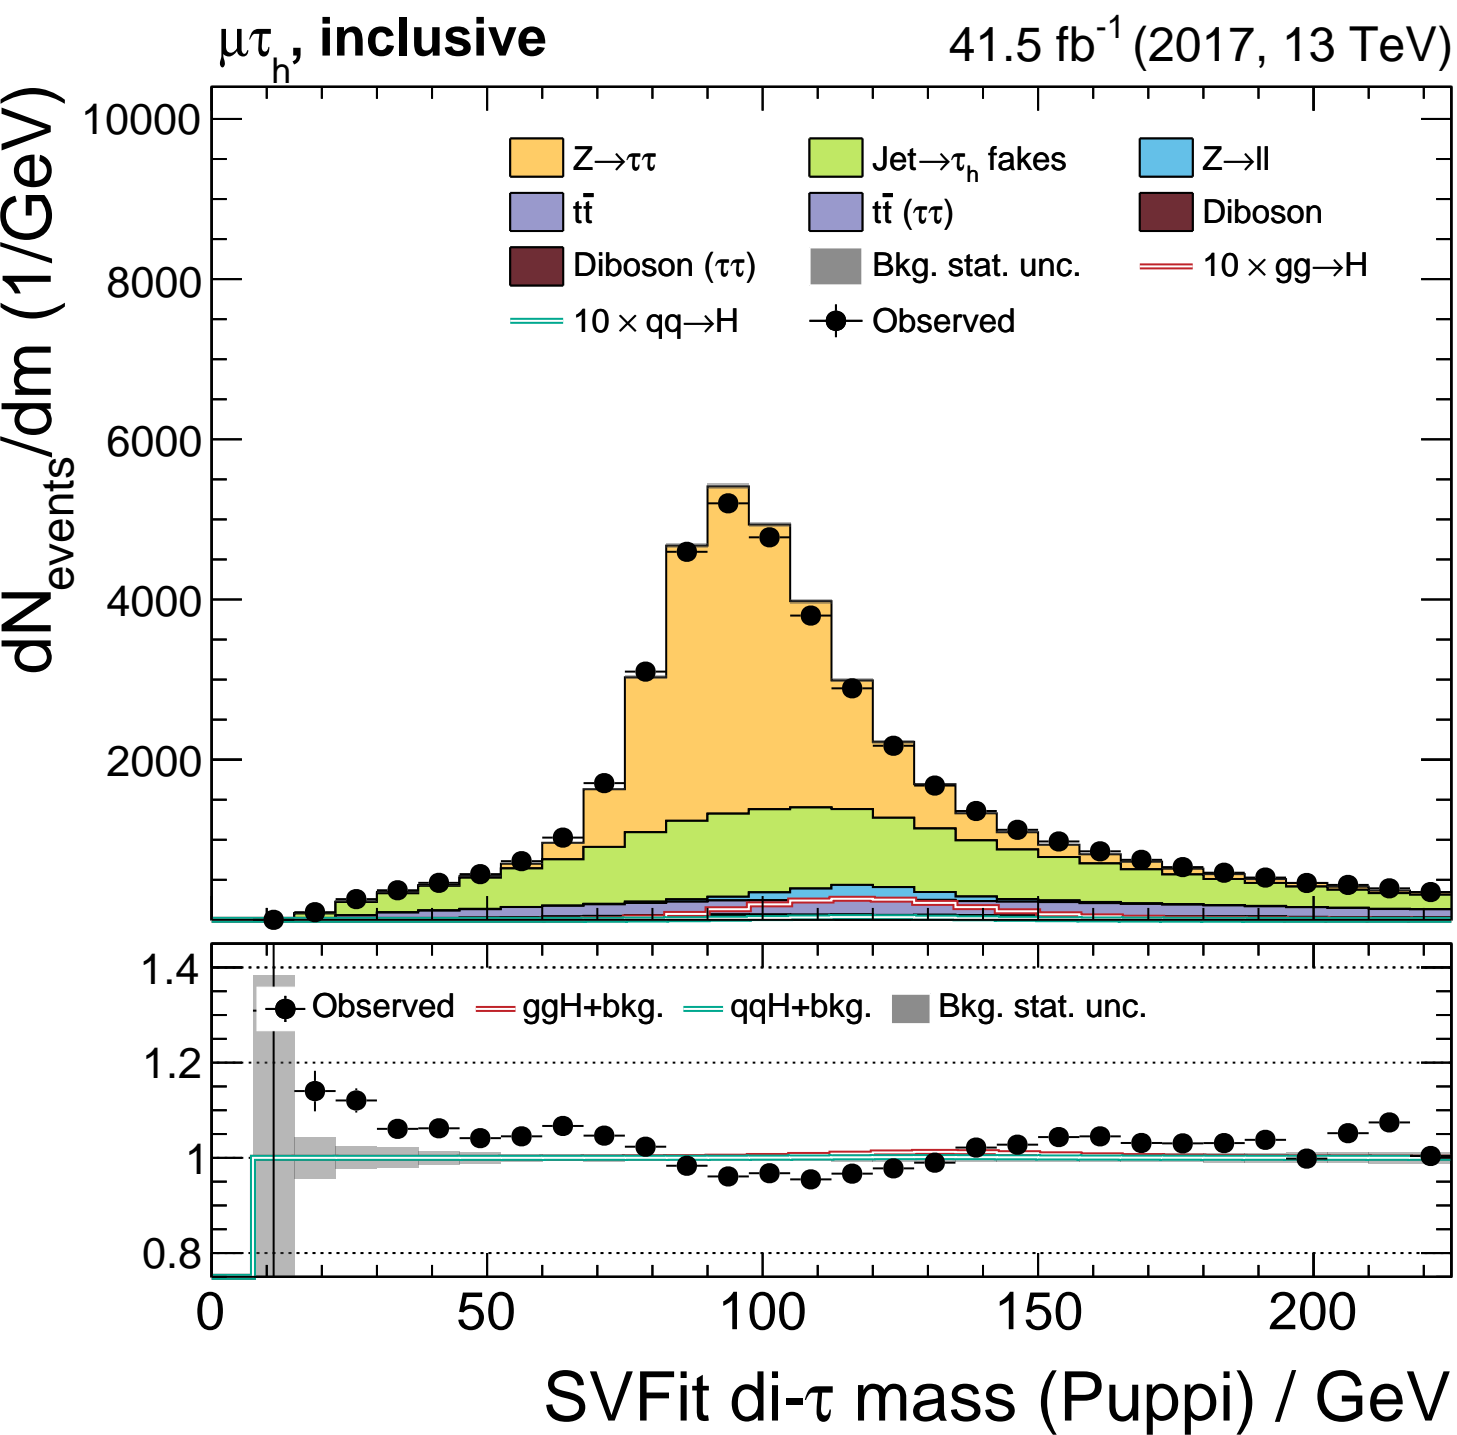 μτh, inclusive
41.5 fb-1 (2017, 13 TeV)
dNevents/dm (1/GeV)
10000
8000
6000
4000
2000
Z→ττ
Jet→τh fakes
Z→ll
tt̄
tt̄ (ττ)
Diboson
Diboson (ττ)
Bkg. stat. unc.
10 × gg→H
10 × qq→H
Observed
1.4
1.2
1
0.8
Observed
ggH+bkg.
qqH+bkg.
Bkg. stat. unc.
0
50
100
150
200
SVFit di-τ mass (Puppi) / GeV